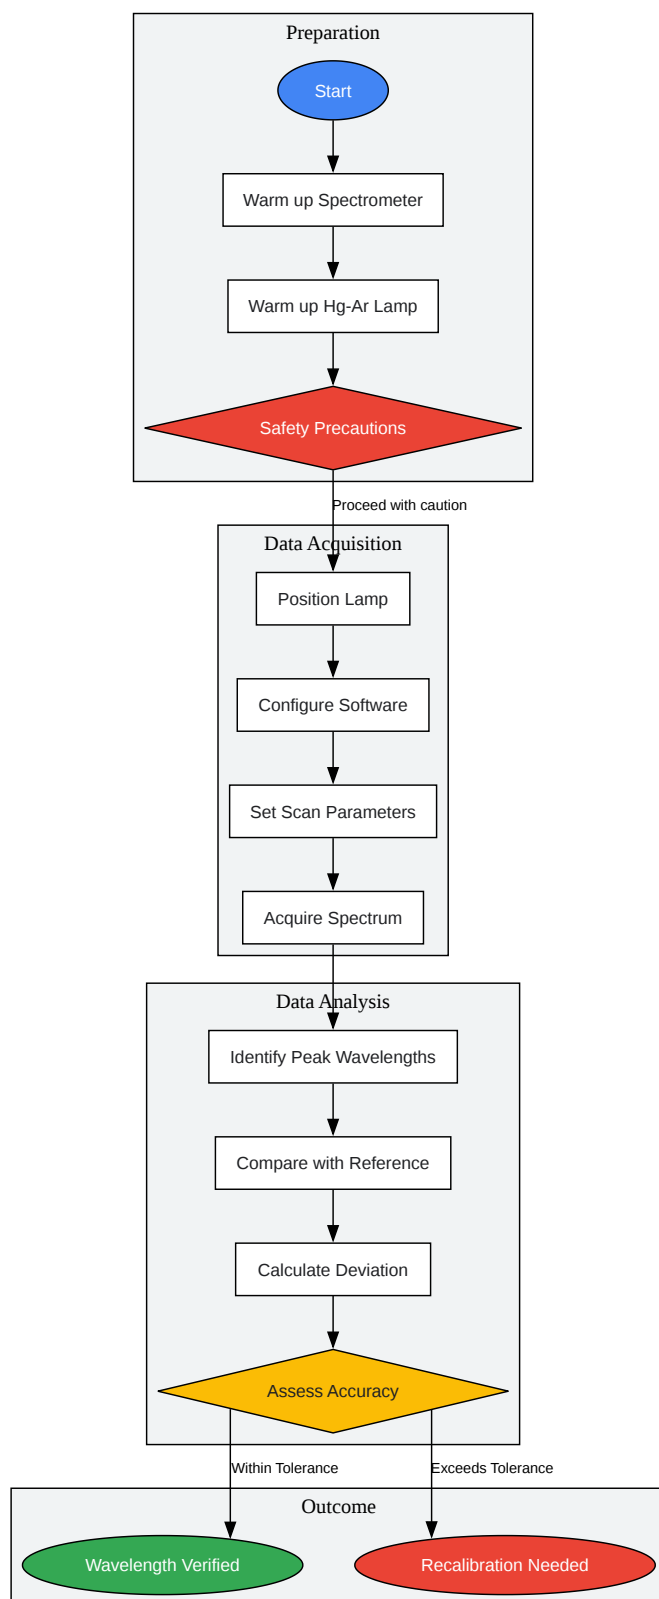 Preparation
Start
Warm up Spectrometer
Warm up Hg-Ar Lamp
Safety Precautions
Proceed with caution
Data Acquisition
Position Lamp
Configure Software
Set Scan Parameters
Acquire Spectrum
Data Analysis
Identify Peak Wavelengths
Compare with Reference
Calculate Deviation
Assess Accuracy
Within Tolerance
Exceeds Tolerance
Outcome
Wavelength Verified
Recalibration Needed